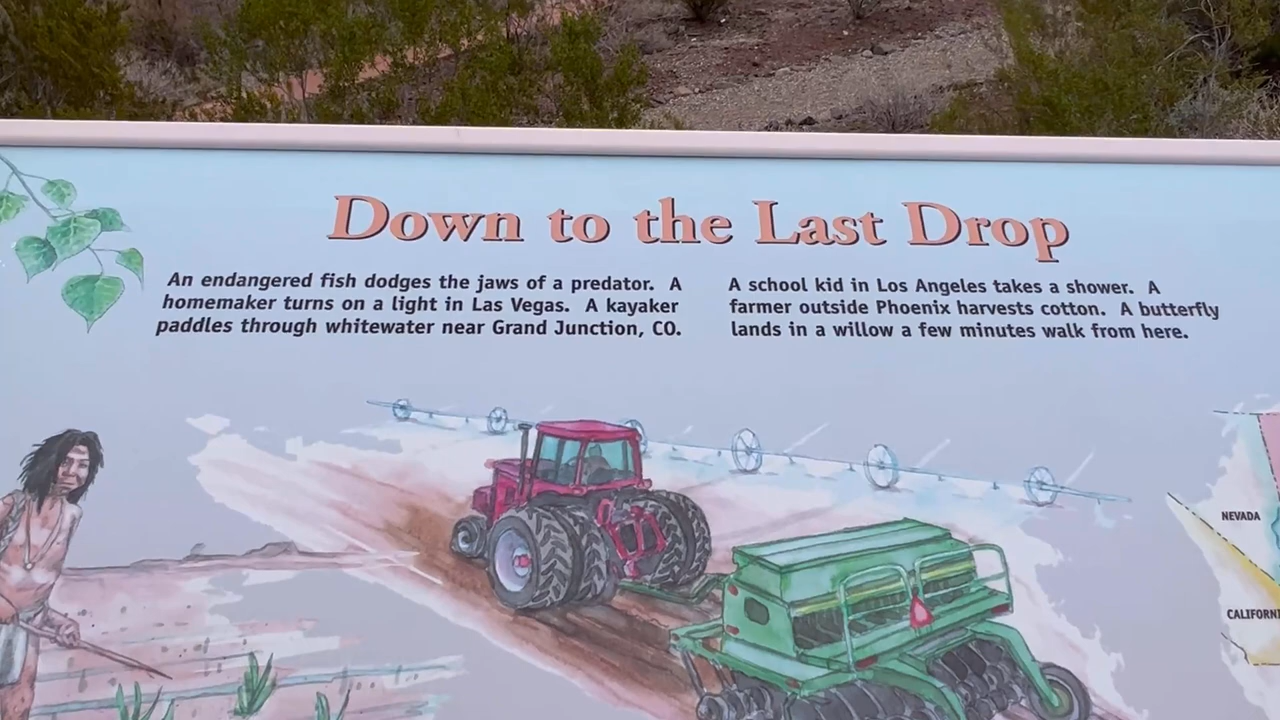 Down to the Last Drop
An endangered fish dodges the jaws of a predator. A
homemaker turns on a light in Las Vegas. A kayaker
paddles through whitewater near Grand Junction, CO.
A school kid in Los Angeles takes a shower. A
farmer outside Phoenix harvests cotton. A butterfly
lands in a willow a few minutes walk from here.
NEVADA
CALIFORNI